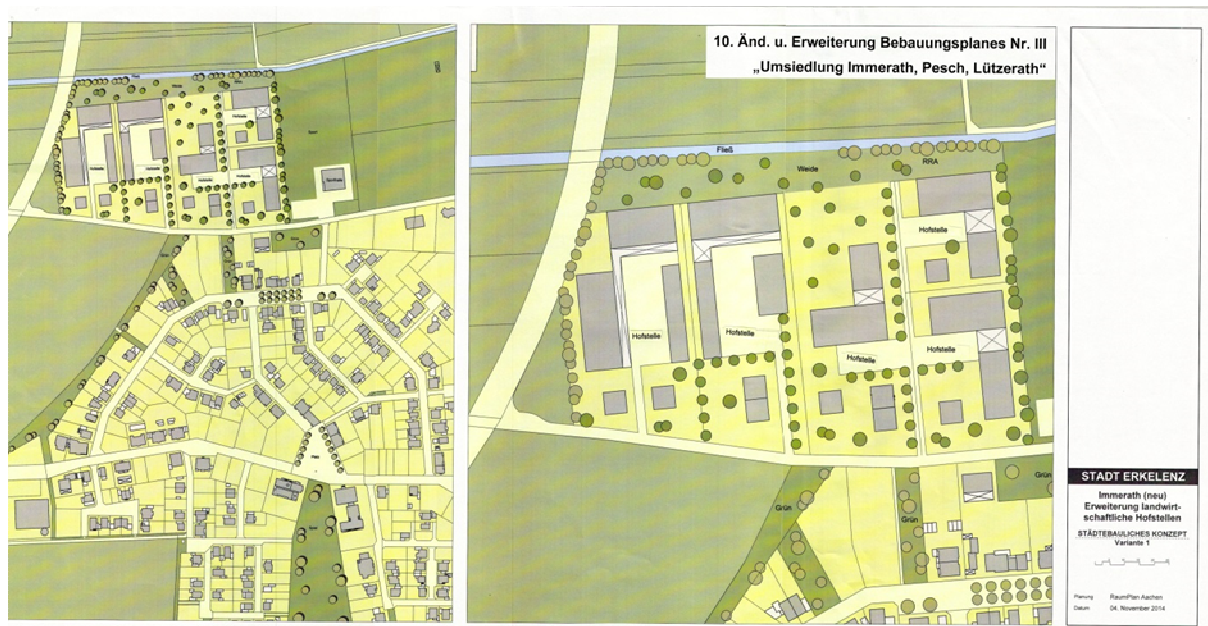 10. Änd. u. Erweiterung Bebauungsplanes Nr. III
„Umsiedlung Immerath, Pesch, Lützerath“
Fließ
Weide
RRA
Hofstelle
Hofstelle
Hofstelle
Hofstelle
Hofstelle
Grün
Grün
Grün
STADT ERKELENZ
Immerath (neu)
Erweiterung landwirt-
schaftliche Hofstellen
STÄDTEBAULICHES KONZEPT
Variante 1
Planung RaumPlan Aachen
Datum 04. November 2014